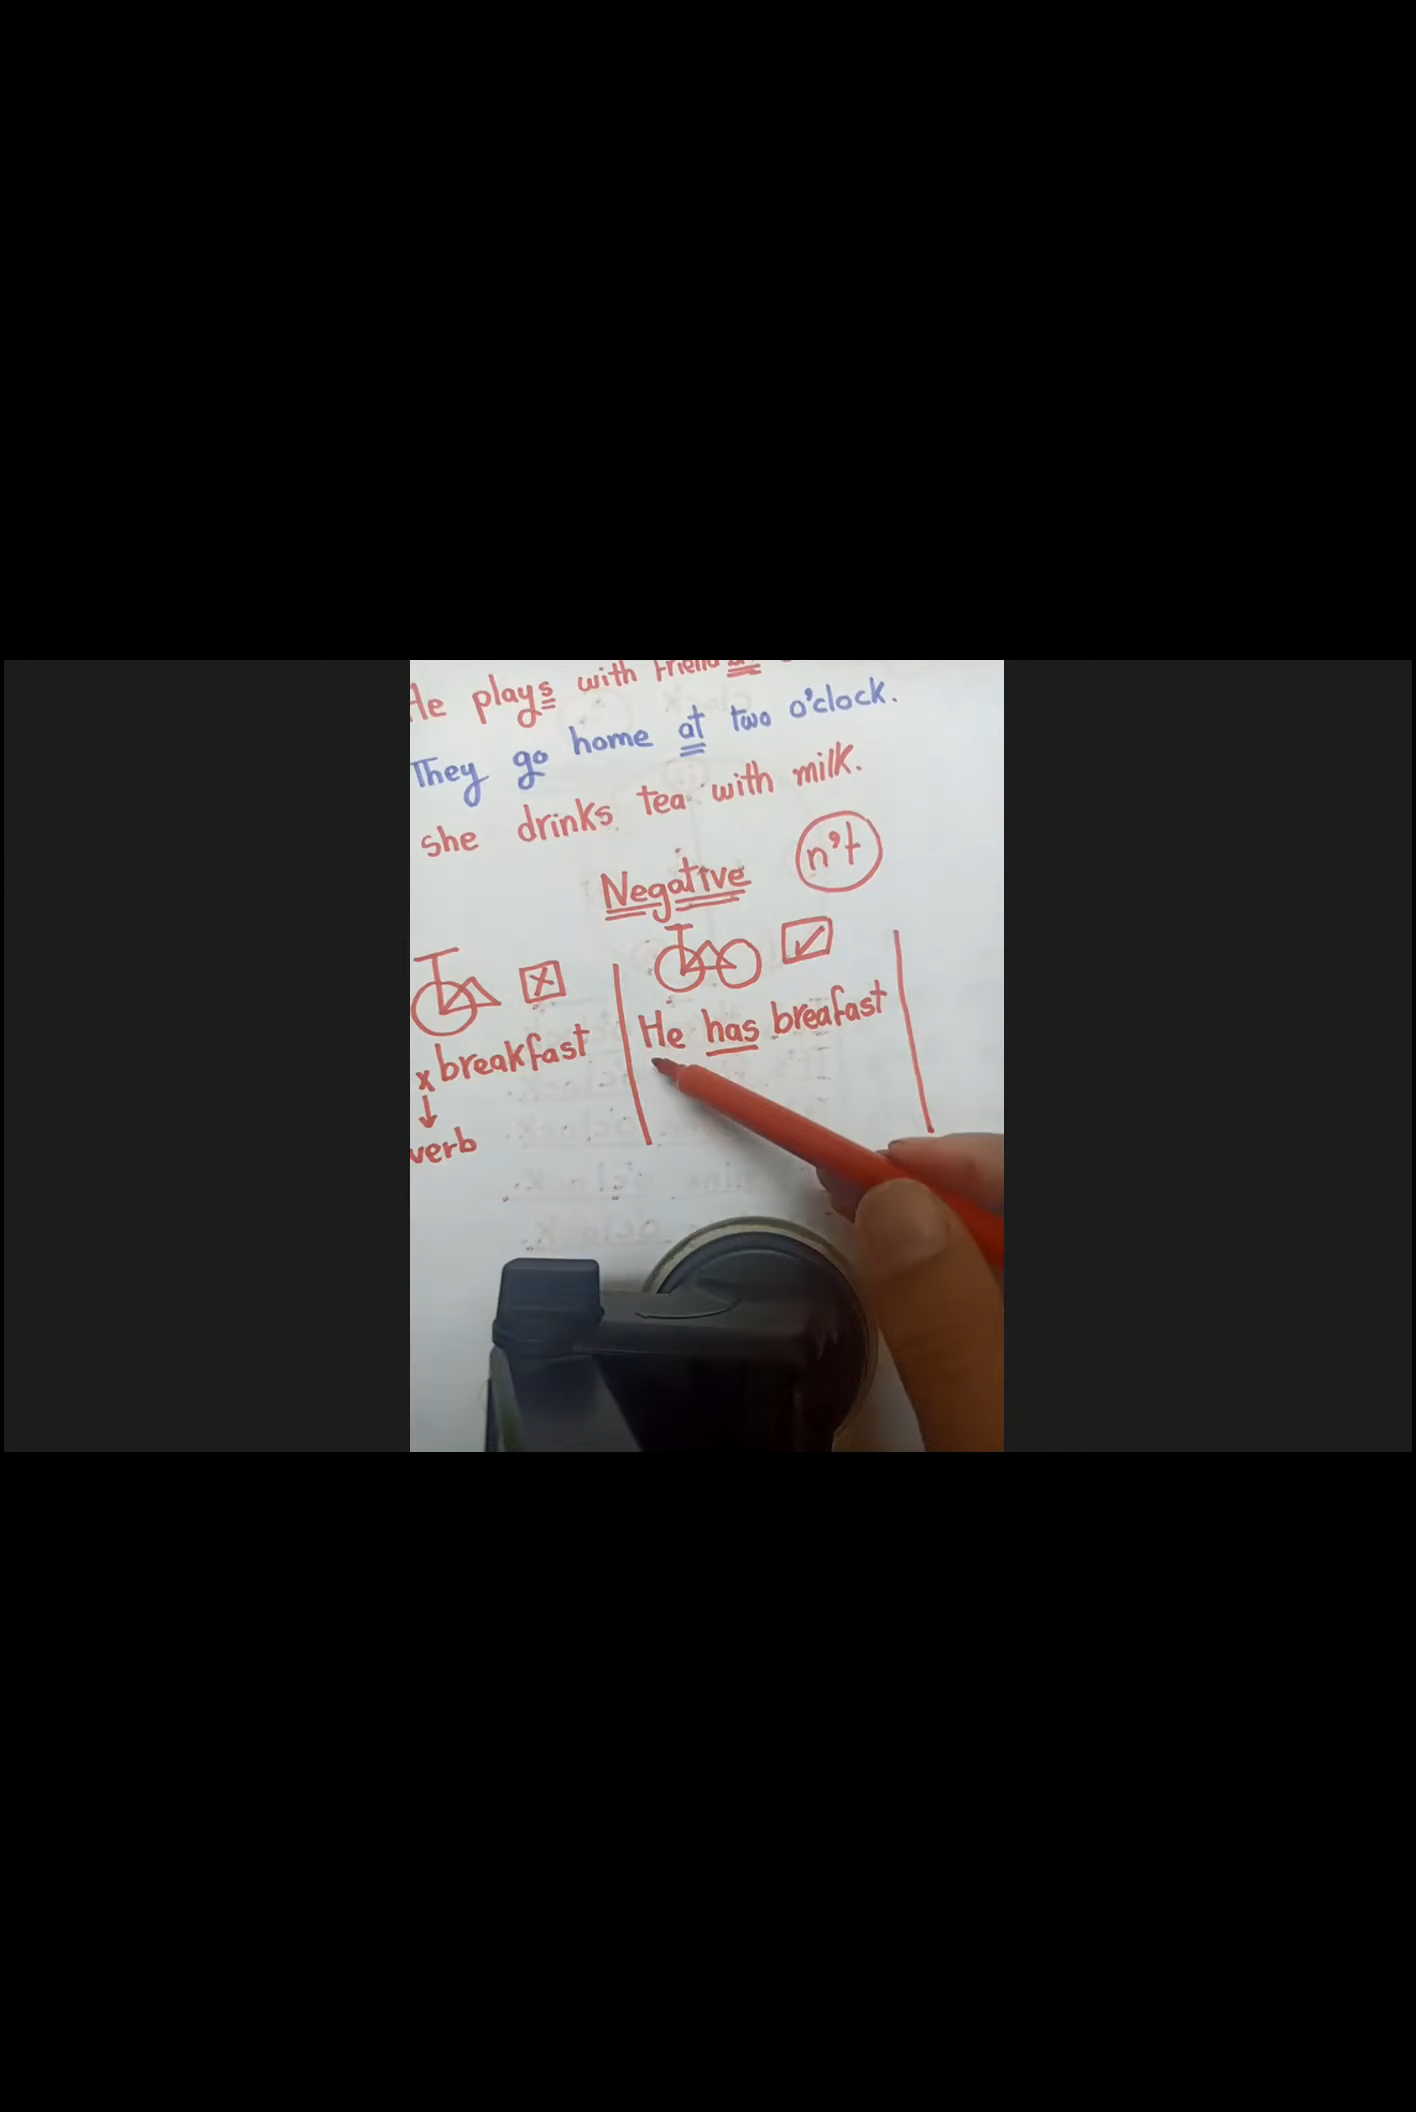 He plays with friend
They go home at two o'clock.
she drinks tea with milk.
Negative n't
x breakfast
He has breafast
verb